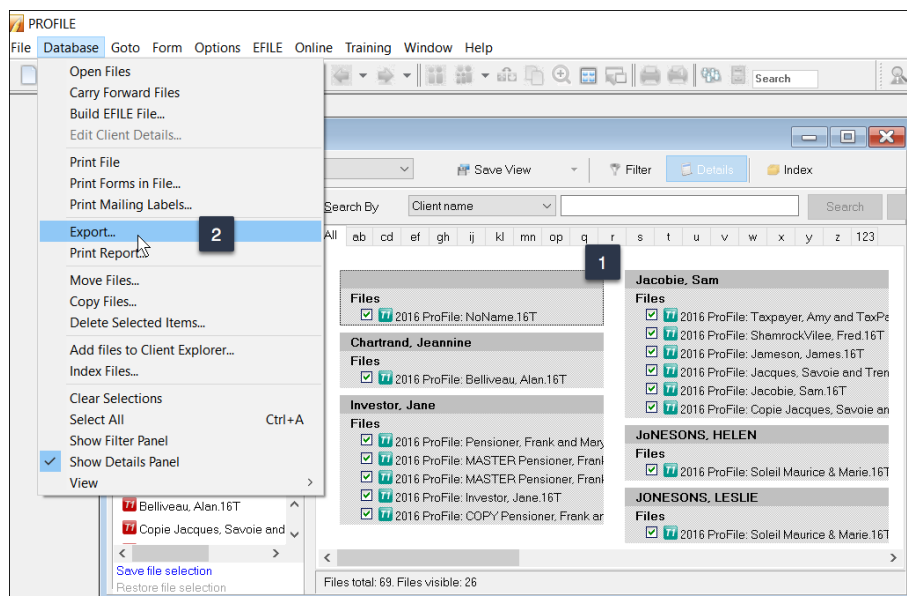 PROFILE
File Database Goto Form Options EFILE Online Training Window Help
Search
Open Files
Carry Forward Files
Build EFILE File...
Edit Client Details...
Print File
Print Forms in File...
Print Mailing Labels...
Export...
2
Print Report
Move Files...
Copy Files...
Delete Selected Items...
Add files to Client Explorer...
Index Files...
Clear Selections
Select All Ctrl+A
Show Filter Panel
Show Details Panel
View
Save View Filter Details Index
Search By Client name Search
All ab cd ef gh ij kl mn op q r s t u v w x y z 123
1
Files
2016 ProFile: NoName.16T
Chartrand, Jeannine
Files
2016 ProFile: Belliveau, Alan.16T
Investor, Jane
Files
2016 ProFile: Pensioner, Frank and Mary
2016 ProFile: MASTER Pensioner, Frank
2016 ProFile: MASTER Pensioner, Frank
2016 ProFile: Investor, Jane.16T
2016 ProFile: COPY Pensioner, Frank ar
Jacobie, Sam
Files
2016 ProFile: Taxpayer, Amy and TaxPa
2016 ProFile: ShamrockVilee, Fred.16T
2016 ProFile: Jameson, James.16T
2016 ProFile: Jacques, Savoie and Tren
2016 ProFile: Jacobie, Sam.16T
2016 ProFile: Copie Jacques, Savoie an
JoNESONS, HELEN
Files
2016 ProFile: Soleil Maurice & Marie.16T
JONESONS, LESLIE
Files
2016 ProFile: Soleil Maurice & Marie.16T
Belliveau, Alan.16T
Copie Jacques, Savoie and
Save file selection
Restore file selection
Files total: 69. Files visible: 26